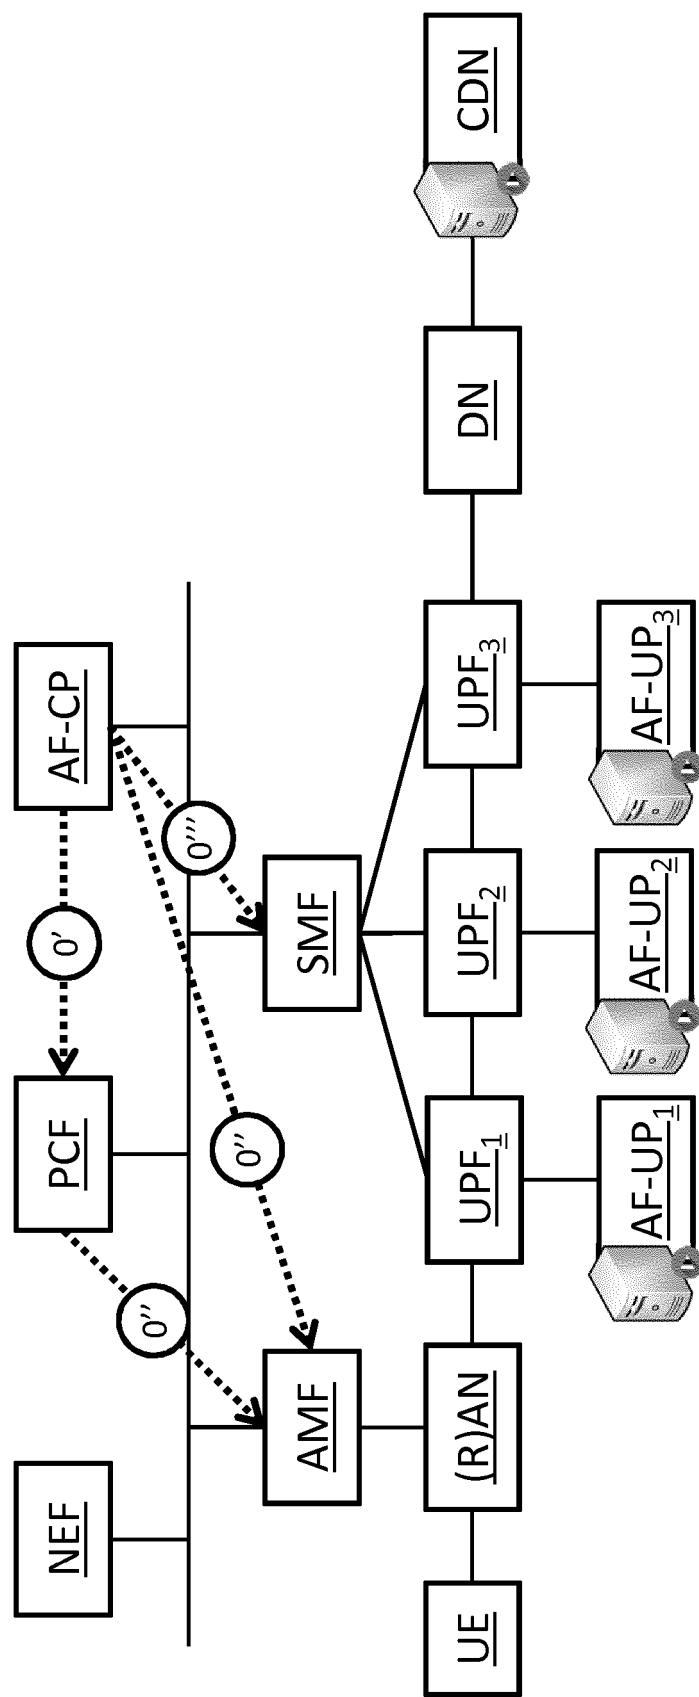 NEF
PCF
AF-CP
0'
0''
0''
0'''
AMF
SMF
UE
(R)AN
UPF1
UPF2
UPF3
DN
CDN
AF-UP1
AF-UP2
AF-UP3